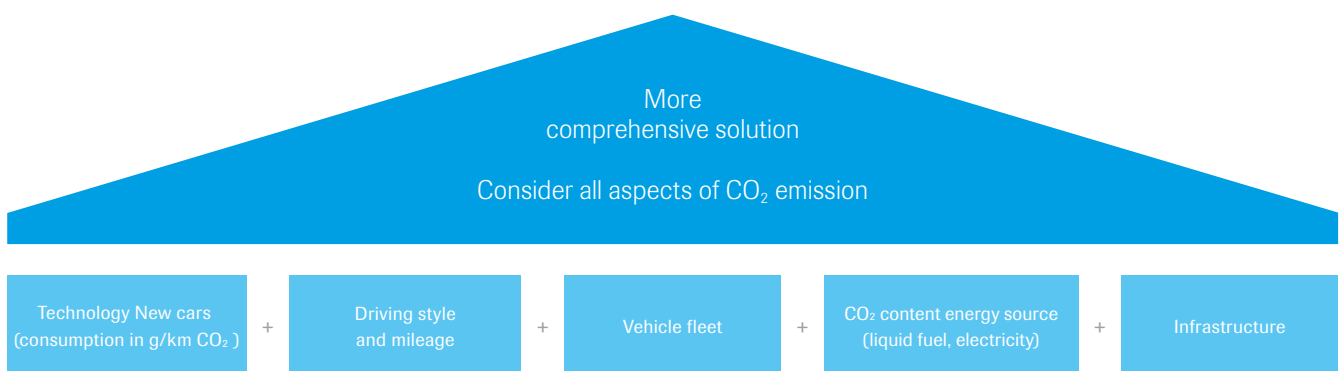 More
comprehensive solution
Consider all aspects of CO₂ emission
Technology New cars
(consumption in g/km CO₂ )
+
Driving style
and mileage
+
Vehicle fleet
+
CO₂ content energy source
(liquid fuel, electricity)
+
Infrastructure